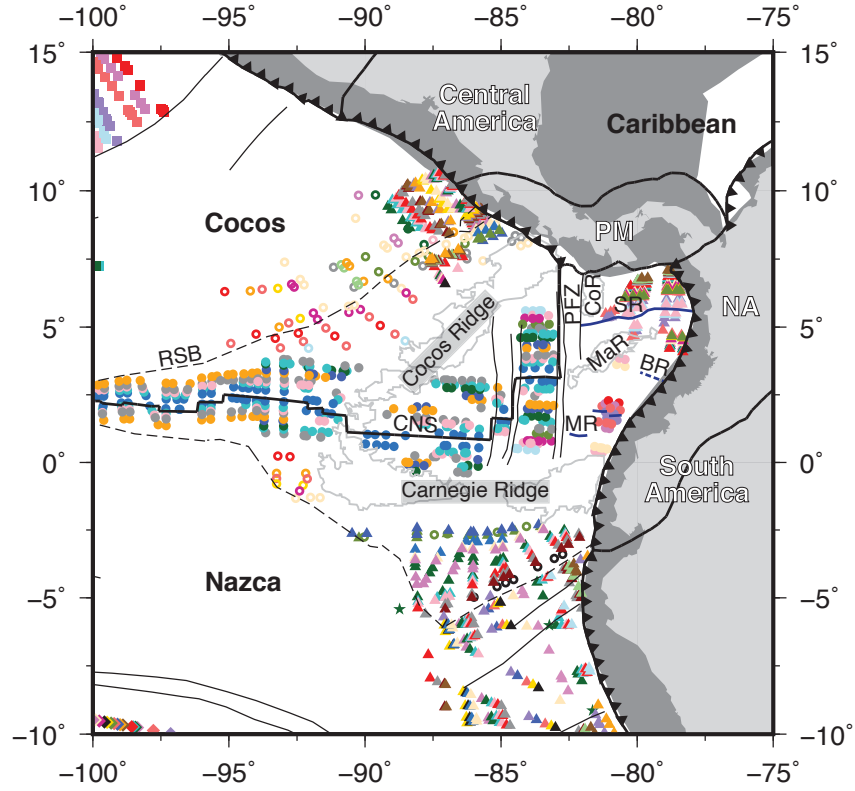 −100° −95° −90° −85° −80° −75°
15° 15°
Central
America
Caribbean
10° 10°
Cocos
PM
PFZ
CoR
SR
NA
5° 5°
Cocos Ridge
RSB
MaR
BR
CNS
MR
0° 0°
South
America
Carnegie Ridge
Nazca
−5° −5°
−10° −10°
−100° −95° −90° −85° −80° −75°